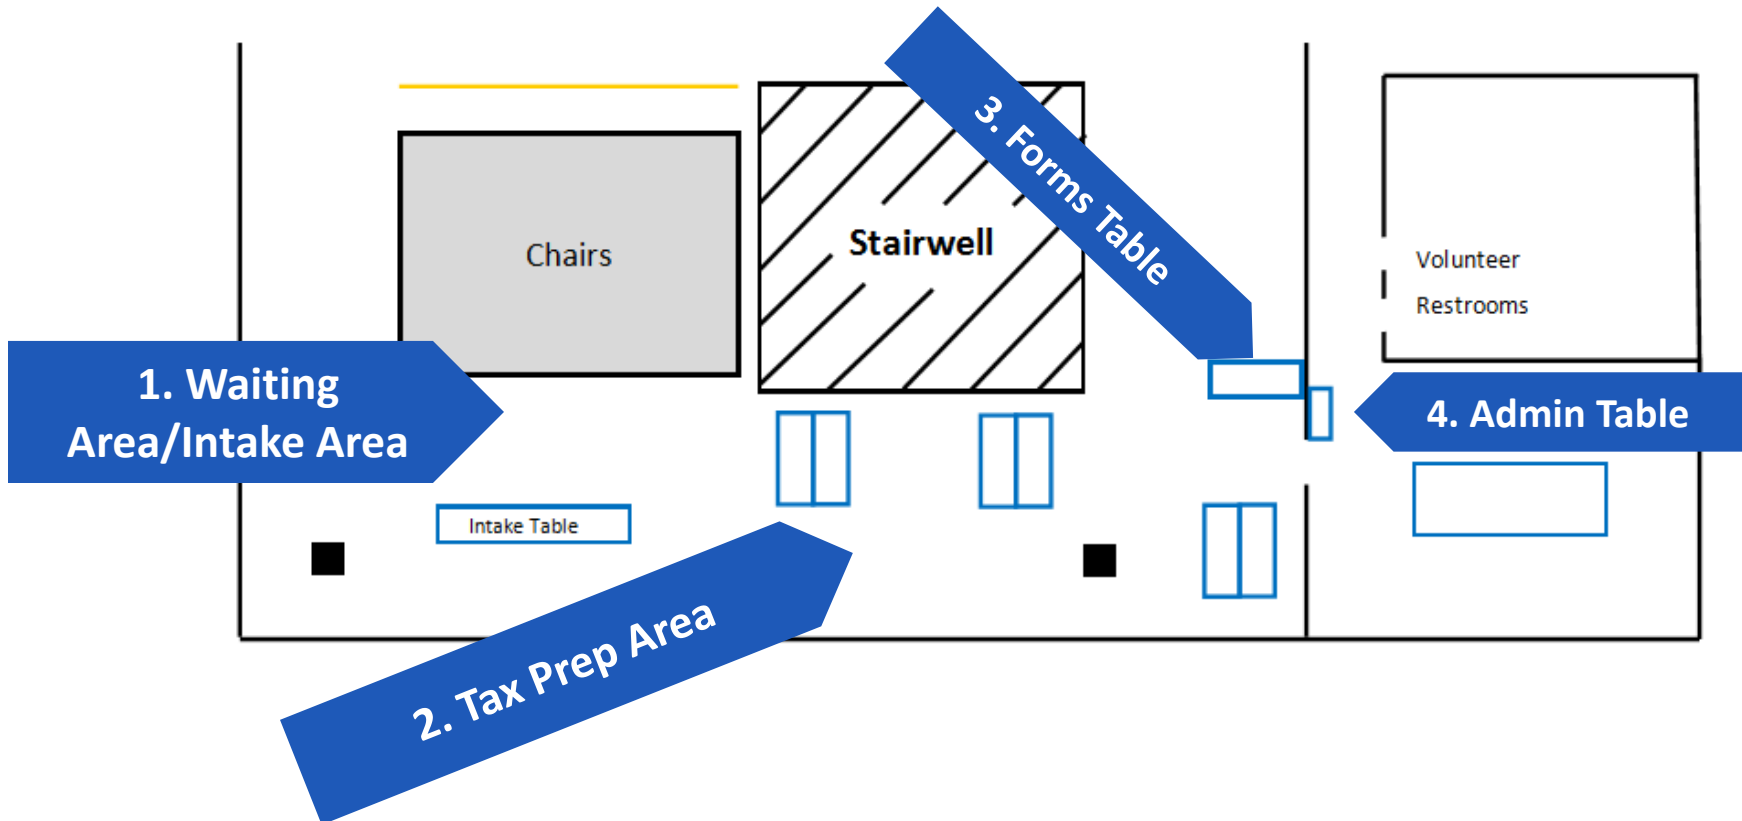 3. Forms Table
Chairs
Stairwell
Volunteer
Restrooms
1. Waiting
Area/Intake Area
4. Admin Table
Intake Table
2. Tax Prep Area